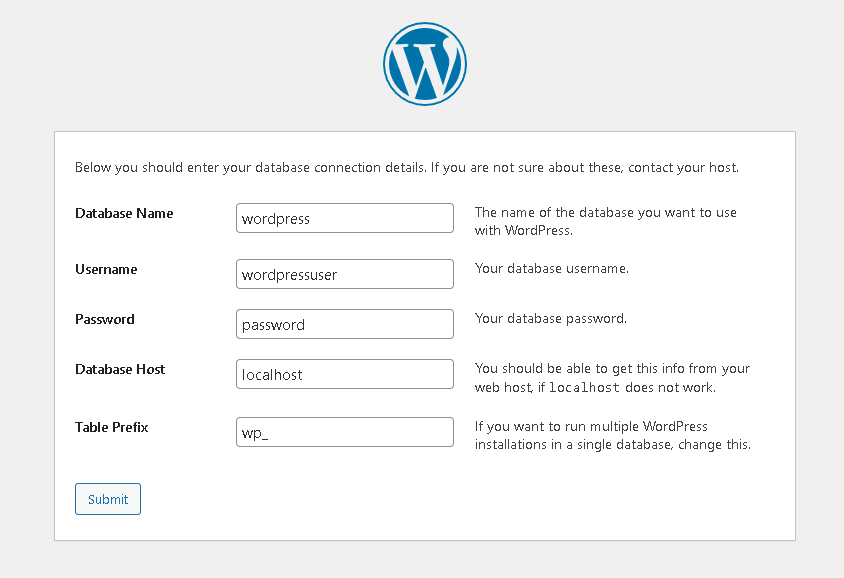 W
Below you should enter your database connection details. If you are not sure about these, contact your host.
Database Name
wordpress
The name of the database you want to use
with WordPress.
Username
wordpressuser
Your database username.
Password
password
Your database password.
Database Host
localhost
You should be able to get this info from your
web host, if localhost does not work.
Table Prefix
wp_
If you want to run multiple WordPress
installations in a single database, change this.
Submit